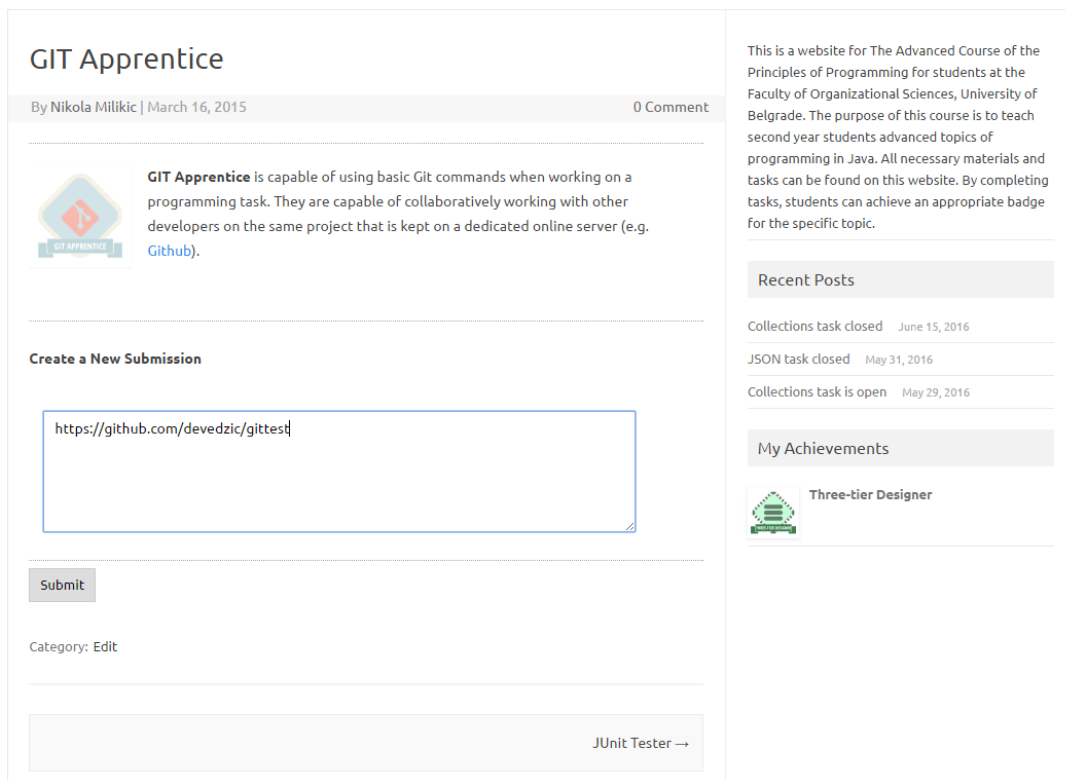 GIT Apprentice
By Nikola Milikic | March 16, 2015
0 Comment
GIT APPRENTICE
GIT Apprentice is capable of using basic Git commands when working on a
programming task. They are capable of collaboratively working with other
developers on the same project that is kept on a dedicated online server (e.g.
Github).
Create a New Submission
https://github.com/devedzic/gittest
Submit
Category: Edit
JUnit Tester →
This is a website for The Advanced Course of the
Principles of Programming for students at the
Faculty of Organizational Sciences, University of
Belgrade. The purpose of this course is to teach
second year students advanced topics of
programming in Java. All necessary materials and
tasks can be found on this website. By completing
tasks, students can achieve an appropriate badge
for the specific topic.
Recent Posts
Collections task closed June 15, 2016
JSON task closed May 31, 2016
Collections task is open May 29, 2016
My Achievements
Three-tier Designer